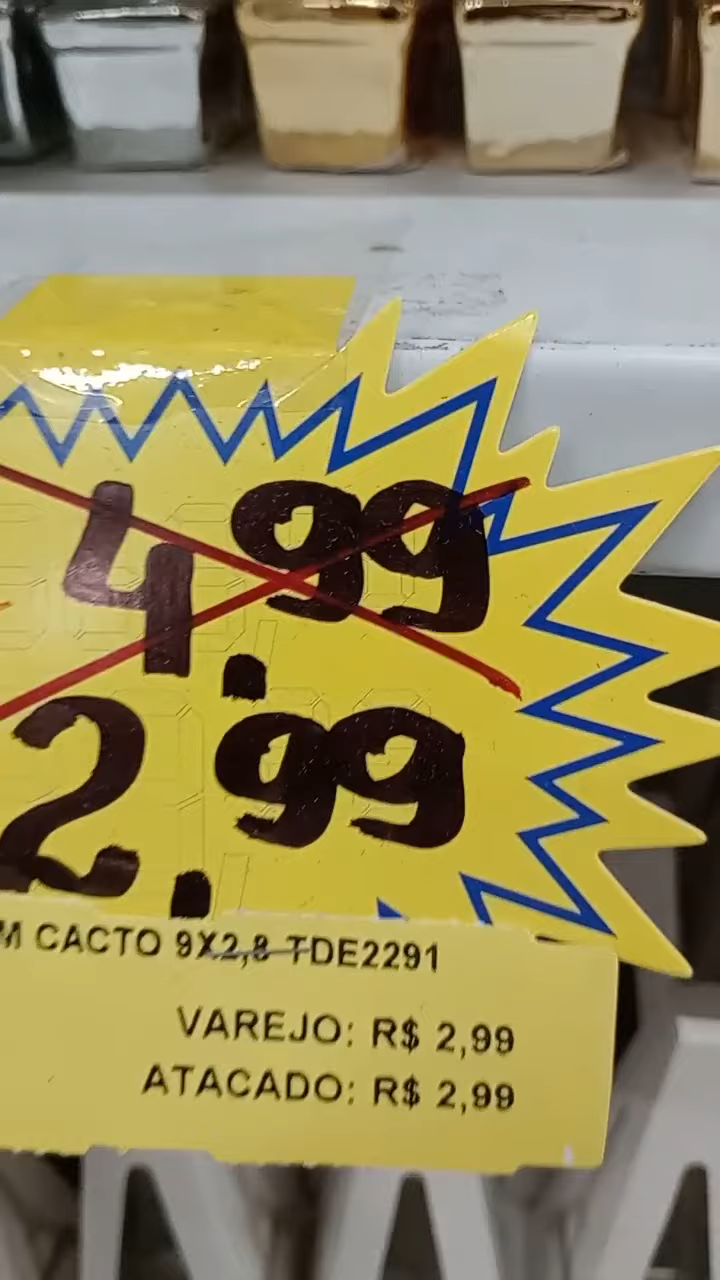 4.99
2.99
M CACTO 9X2,8 TDE2291
VAREJO: R$ 2,99
ATACADO: R$ 2,99